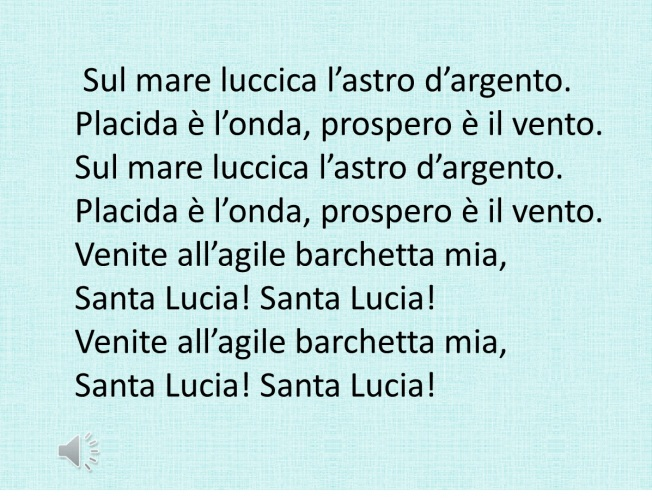 Sul mare luccica l’astro d’argento.
Placida è l’onda, prospero è il vento.
Sul mare luccica l’astro d’argento.
Placida è l’onda, prospero è il vento.
Venite all’agile barchetta mia,
Santa Lucia! Santa Lucia!
Venite all’agile barchetta mia,
Santa Lucia! Santa Lucia!